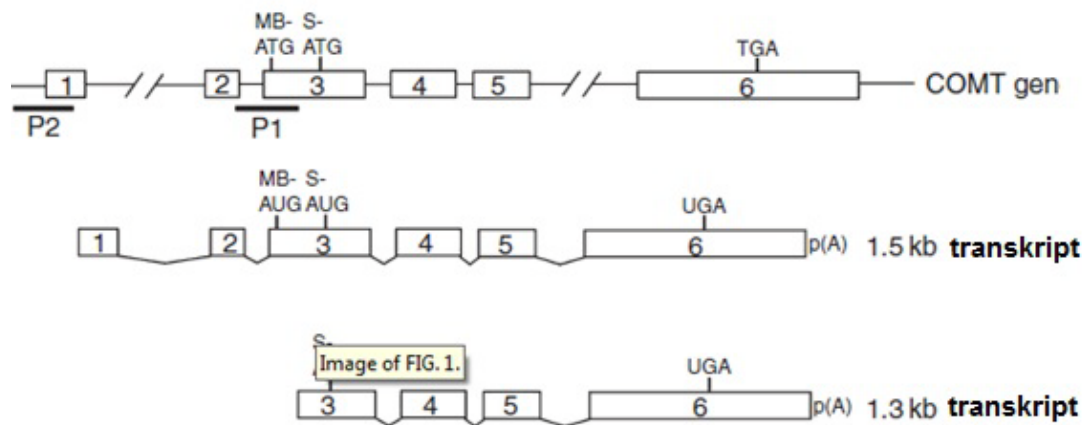 MB- S-
ATG ATG
TGA
1 2 3 4 5 6 COMT gen
P2 P1
MB- S-
AUG AUG
UGA
1 2 3 4 5 6 p(A) 1.5 kb transkript
S-
Image of FIG. 1.
UGA
3 4 5 6 p(A) 1.3 kb transkript